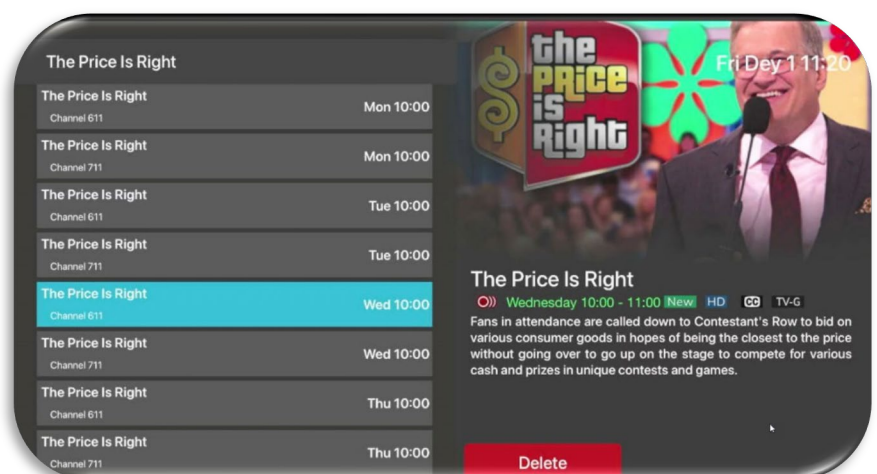 The Price Is Right
The Price Is Right
Channel 611
Mon 10:00
The Price Is Right
Channel 711
Mon 10:00
The Price Is Right
Channel 611
Tue 10:00
The Price Is Right
Channel 711
Tue 10:00
The Price Is Right
Channel 611
Wed 10:00
The Price Is Right
Channel 711
Wed 10:00
The Price Is Right
Channel 611
Thu 10:00
The Price Is Right
Channel 711
Thu 10:00
Fri Dey 1 11:20
$ the
PRice
is
Right
The Price Is Right
Wednesday 10:00 - 11:00 New HD CC TV-G
Fans in attendance are called down to Contestant's Row to bid on
various consumer goods in hopes of being the closest to the price
without going over to go up on the stage to compete for various
cash and prizes in unique contests and games.
Delete